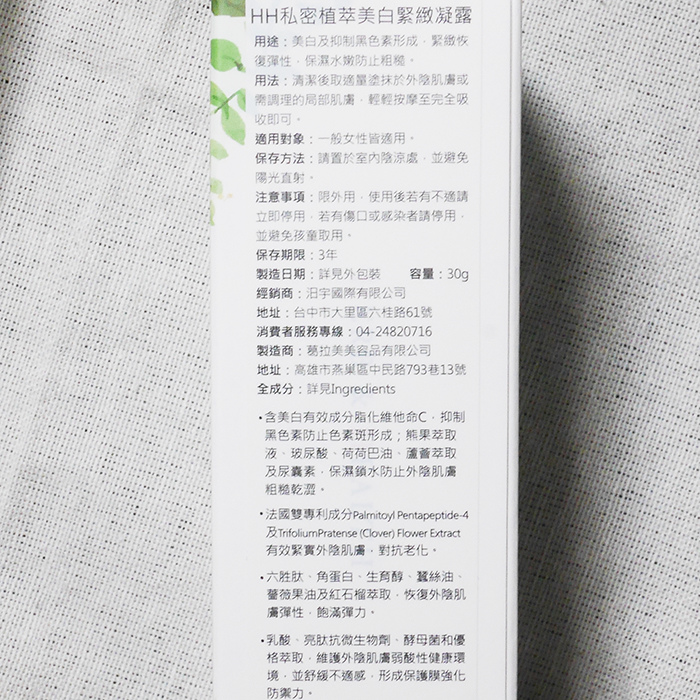 HH私密植萃美白緊緻凝露
用途：美白及抑制黑色素形成，緊緻恢
復彈性，保濕水嫩防止粗糙。
用法：清潔後取適量塗抹於外陰肌膚或
需調理的局部肌膚，輕輕按摩至完全吸
收即可。
適用對象：一般女性皆適用。
保存方法：請置於室內陰涼處，並避免
陽光直射。
注意事項：限外用，使用後若有不適請
立即停用，若有傷口或感染者請停用，
並避免孩童取用。
保存期限：3年
製造日期：詳見外包裝 容量：30g
經銷商：汨宇國際有限公司
地址：台中市大里區六桂路61號
消費者服務專線：04-24820716
製造商：葛拉美美容品有限公司
地址：高雄市燕巢區中民路793巷13號
全成分：詳見Ingredients
•含美白有效成分脂化維他命C，抑制
黑色素防止色素斑形成；熊果萃取
液、玻尿酸、荷荷巴油、蘆薈萃取
及尿囊素，保濕鎖水防止外陰肌膚
粗糙乾澀。
•法國雙專利成分Palmitoyl Pentapeptide-4
及TrifoliumPratense (Clover) Flower Extract
有效緊實外陰肌膚，對抗老化。
•六胜肽、角蛋白、生育醇、蠶絲油、
薔薇果油及紅石榴萃取，恢復外陰肌
膚彈性，飽滿彈力。
•乳酸、亮肽抗微生物劑、酵母菌和優
格萃取，維護外陰肌膚弱酸性健康環
境，並舒緩不適感，形成保護膜強化
防禦力。